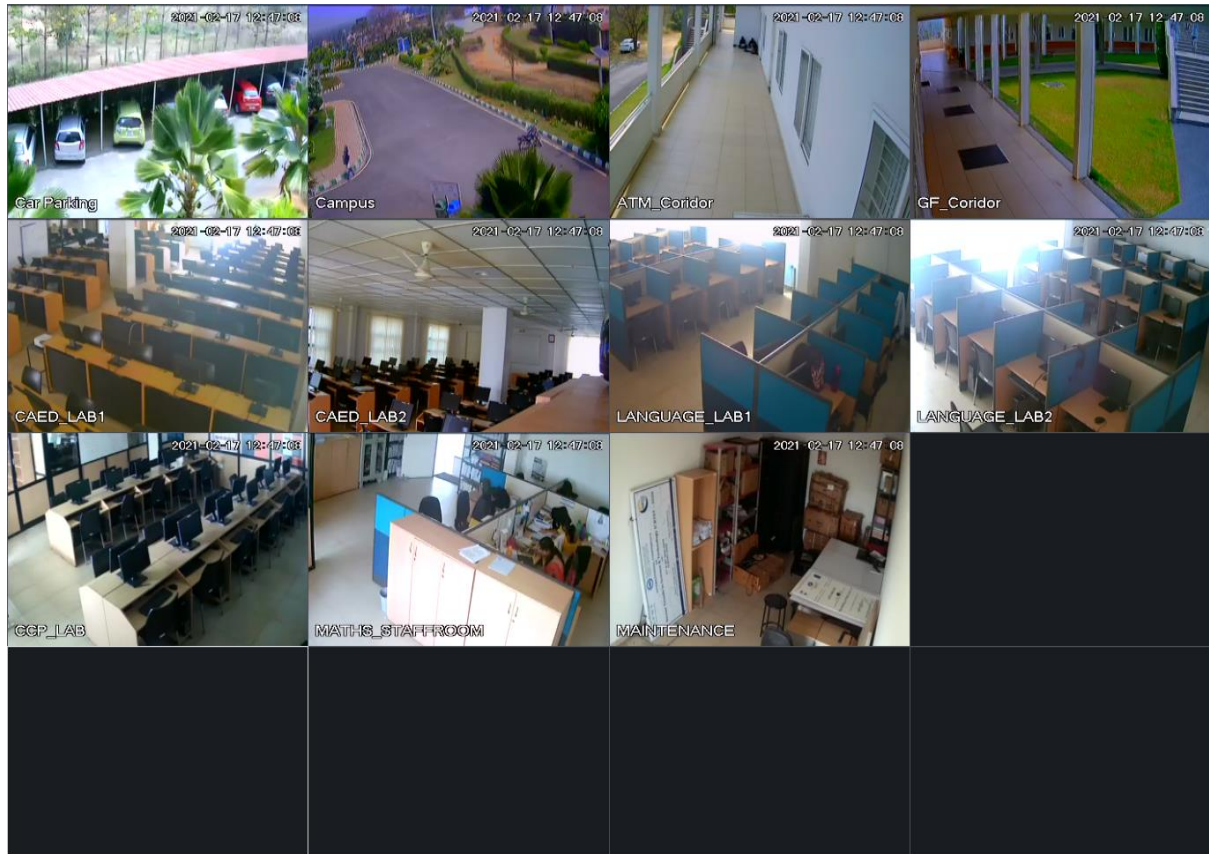 2021-02-17 12:47:08
Car Parking
2021-02-17 12:47:08
Campus
2021-02-17 12:47:08
ATM_Coridor
2021-02-17 12:47:08
GF_Coridor
2021-02-17 12:47:08
CAED_LAB1
2021-02-17 12:47:08
CAED_LAB2
2021-02-17 12:47:08
LANGUAGE_LAB1
2021-02-17 12:47:08
LANGUAGE_LAB2
2021-02-17 12:47:08
CCP_LAB
2021-02-17 12:47:08
MATHS_STAFFROOM
2021-02-17 12:47:08
MAINTENANCE